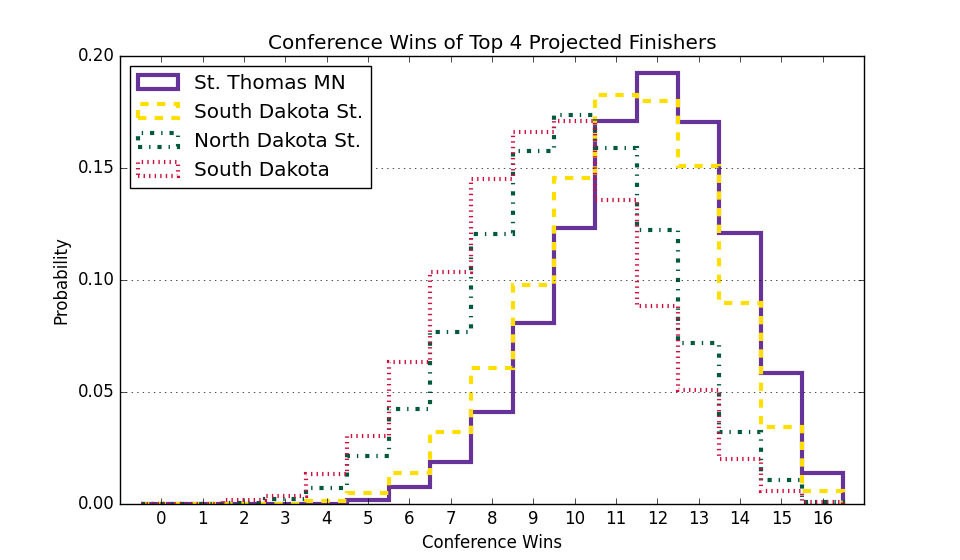 Conference Wins of Top 4 Projected Finishers
St. Thomas MN
South Dakota St.
North Dakota St.
South Dakota
0.20
0.15
0.10
0.05
0.00
Probability
0 1 2 3 4 5 6 7 8 9 10 11 12 13 14 15 16
Conference Wins